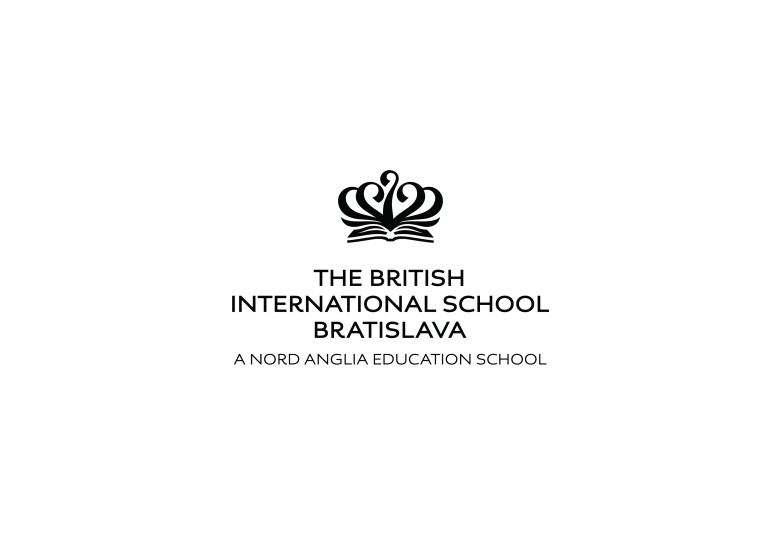 THE BRITISH
INTERNATIONAL SCHOOL
BRATISLAVA
A NORD ANGLIA EDUCATION SCHOOL